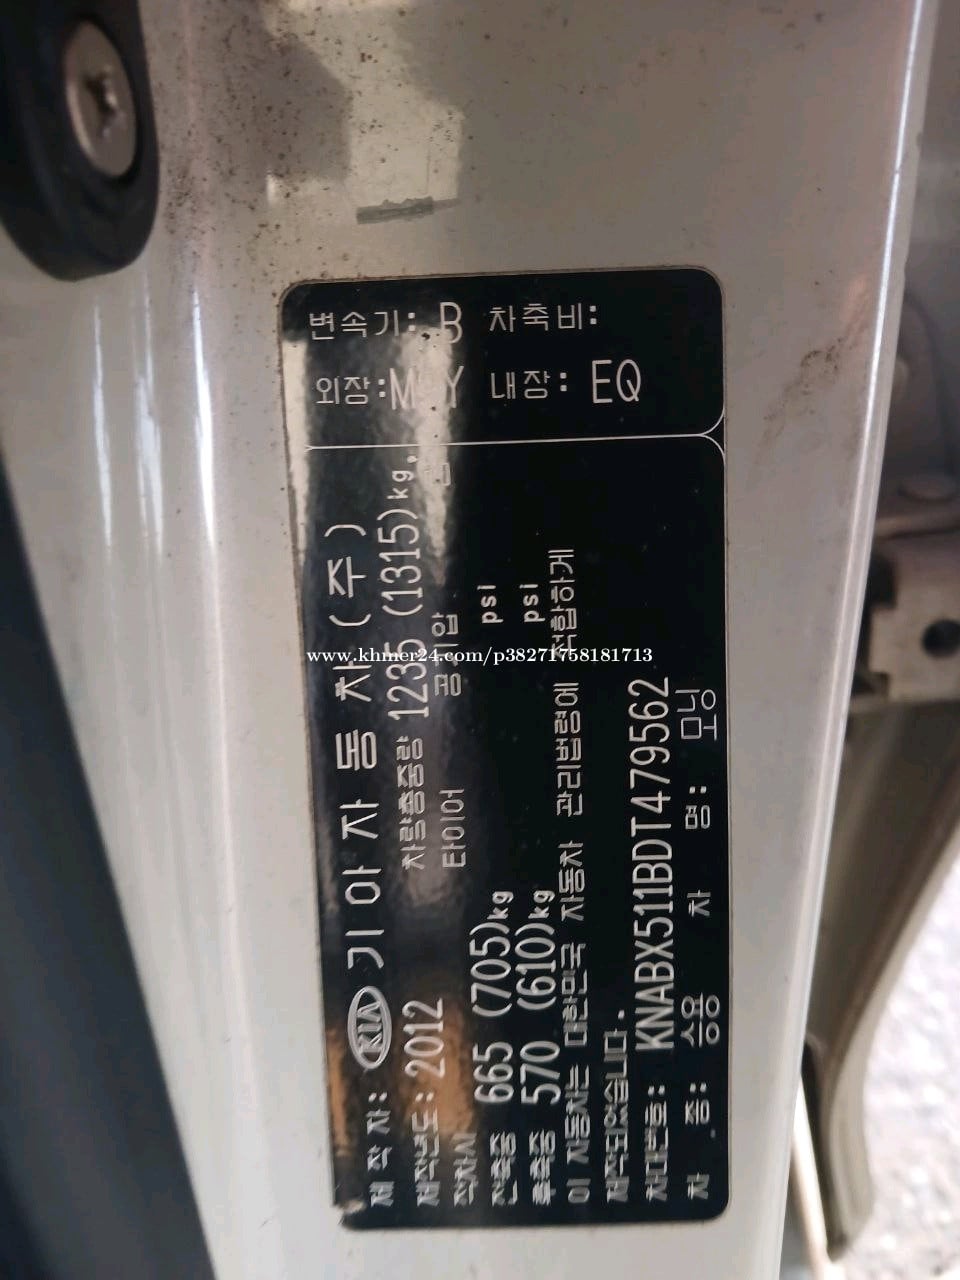 제 작 자: KIA 기아자동차(주)
제작년도: 2012 차량총중량 1235 (1315)kg.
적차시 타이어 공기압
전축중 665 (705)kg psi
후축중 570 (610)kg psi
이 자동차는 대한민국 자동차 관리법령에 적합하게
제작되었습니다.
차대번호: KNABX511BDT479562
차 종: 승용 차 명: 모닝
변속기: B 차축비:
외장: 내장: EQ
www.khmer24.com/p38271758181713